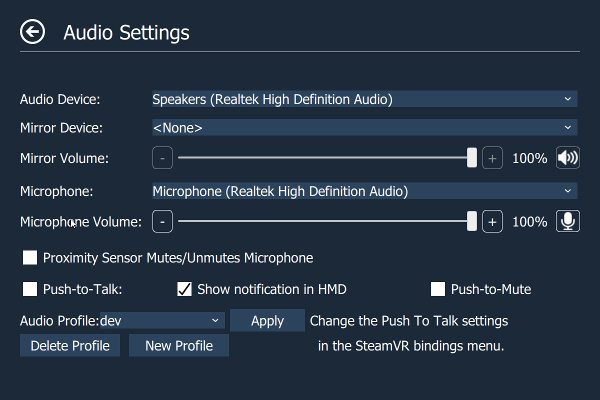 Audio Settings
Audio Device: Speakers (Realtek High Definition Audio)
Mirror Device: <None>
Mirror Volume: - + 100%
Microphone: Microphone (Realtek High Definition Audio)
Microphone Volume: - + 100%
Proximity Sensor Mutes/Unmutes Microphone
Push-to-Talk: Show notification in HMD Push-to-Mute
Audio Profile: dev Apply Change the Push To Talk settings
Delete Profile New Profile in the SteamVR bindings menu.